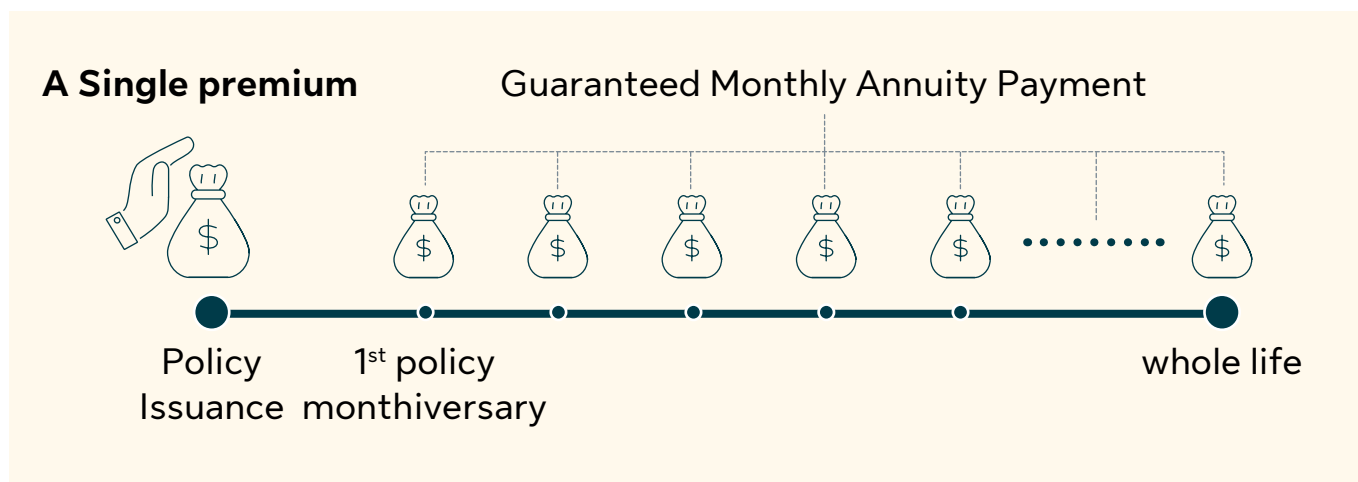 A Single premium
Guaranteed Monthly Annuity Payment
$
$
$
$
$
$
$
Policy
Issuance
1st policy
monthiversary
whole life